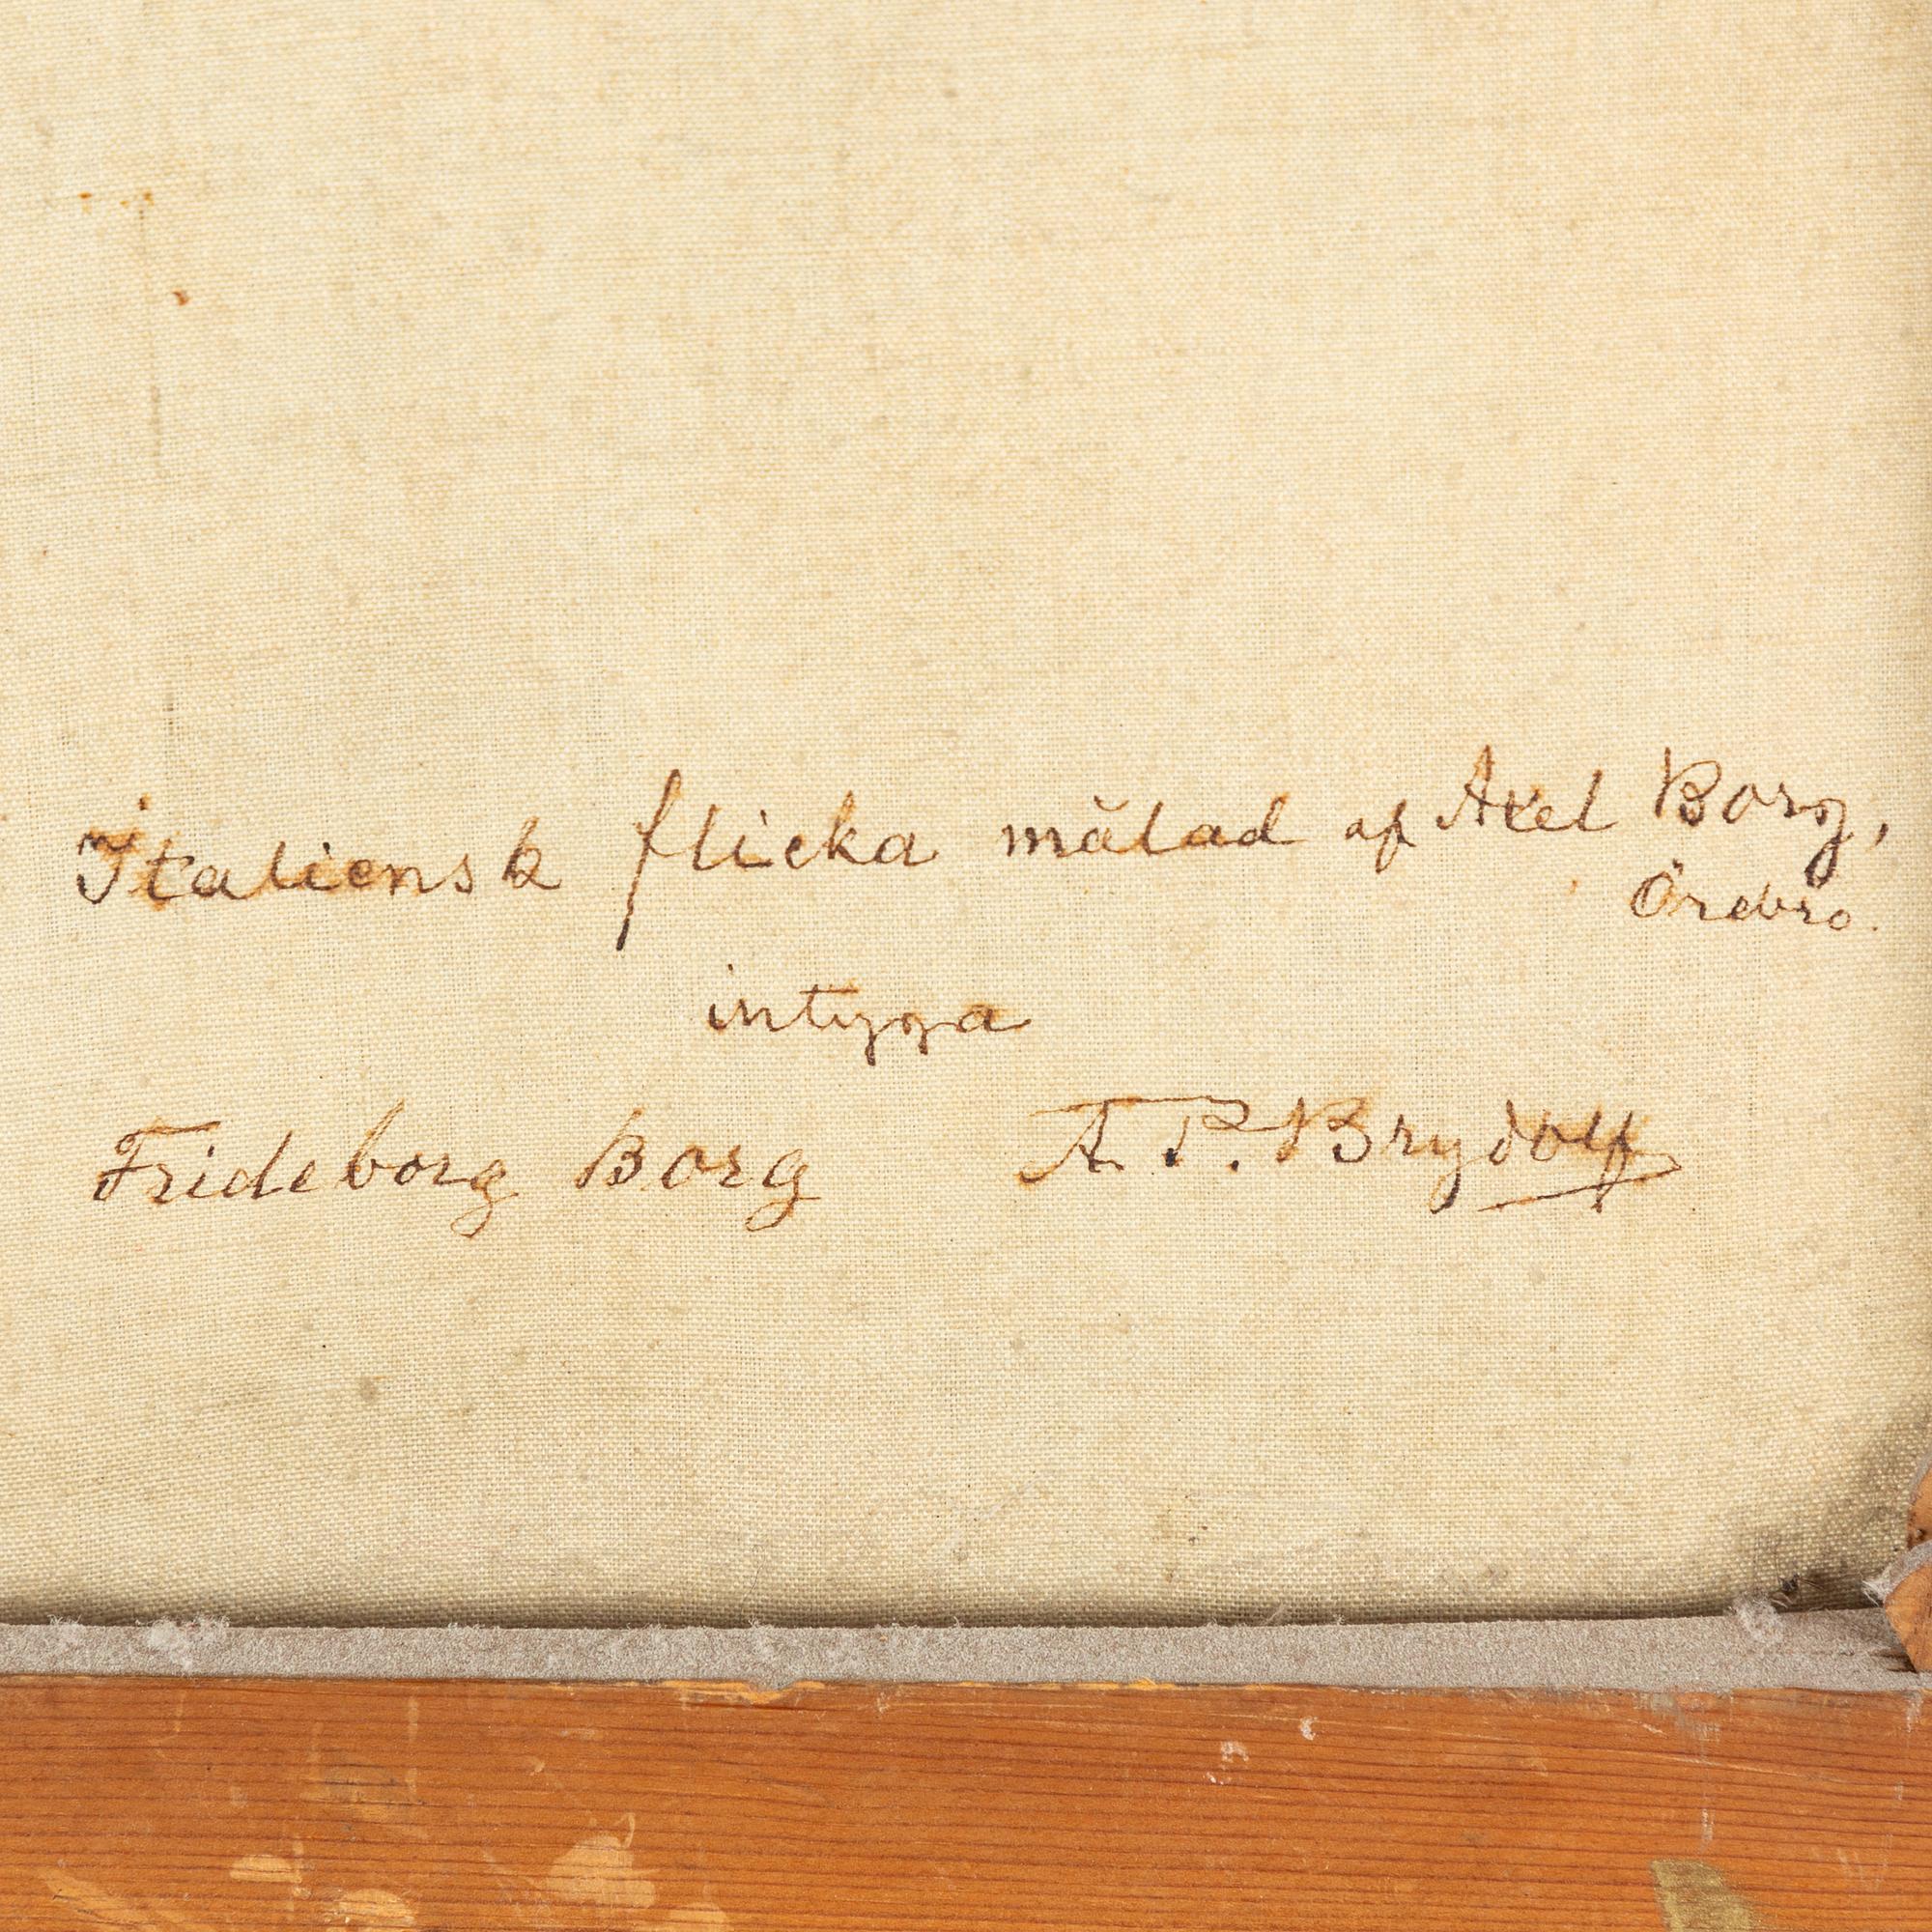 Italiensk flicka målad af Axel Borg,
Örebro.
intyga
Frideborg Borg A. P. Brydolf